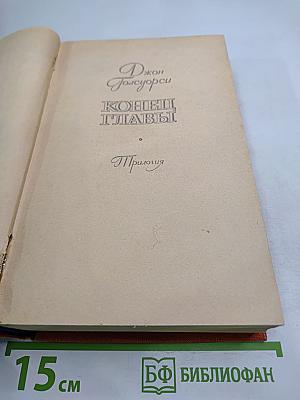 Джон
Голсуорси
КОНЕЦ
ГЛАВЫ
Трилогия
15 см
БФ БИБЛИОФАН